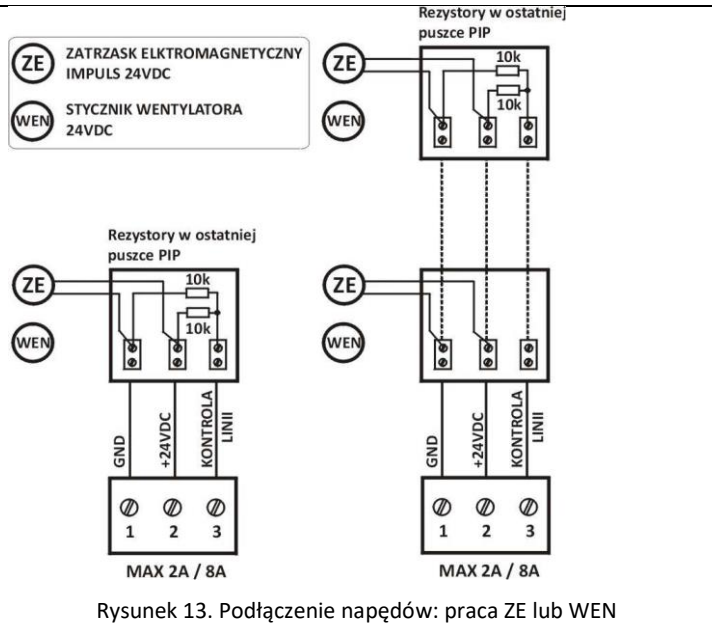 ZE
ZATRZASK ELKTROMAGNETYCZNY
IMPULS 24VDC
WEN
STYCZNIK WENTYLATORA
24VDC
Rezystory w ostatniej
puszce PIP
ZE
WEN
10k
10k
Rezystory w ostatniej
puszce PIP
ZE
WEN
10k
10k
GND
+24VDC
KONTROLA
LINII
1 2 3
MAX 2A / 8A
ZE
WEN
GND
+24VDC
KONTROLA
LINII
1 2 3
MAX 2A / 8A
Rysunek 13. Podłączenie napędów: praca ZE lub WEN